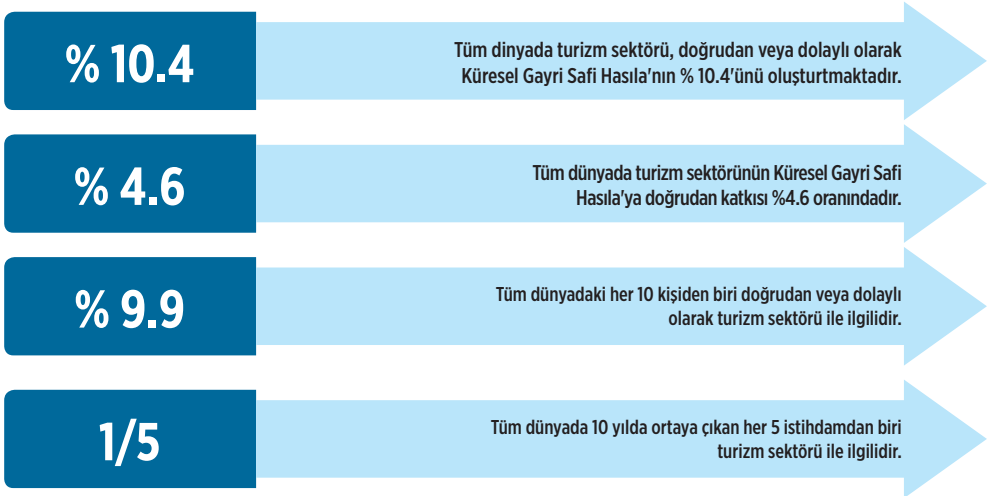 % 10.4
Tüm dinyada turizm sektörü, doğrudan veya dolaylı olarak
Küresel Gayri Safi Hasıla'nın % 10.4'ünü oluşturtmaktadır.
% 4.6
Tüm dünyada turizm sektörünün Küresel Gayri Safi
Hasıla'ya doğrudan katkısı %4.6 oranındadır.
% 9.9
Tüm dünyadaki her 10 kişiden biri doğrudan veya dolaylı
olarak turizm sektörü ile ilgilidir.
1/5
Tüm dünyada 10 yılda ortaya çıkan her 5 istihdamdan biri
turizm sektörü ile ilgilidir.